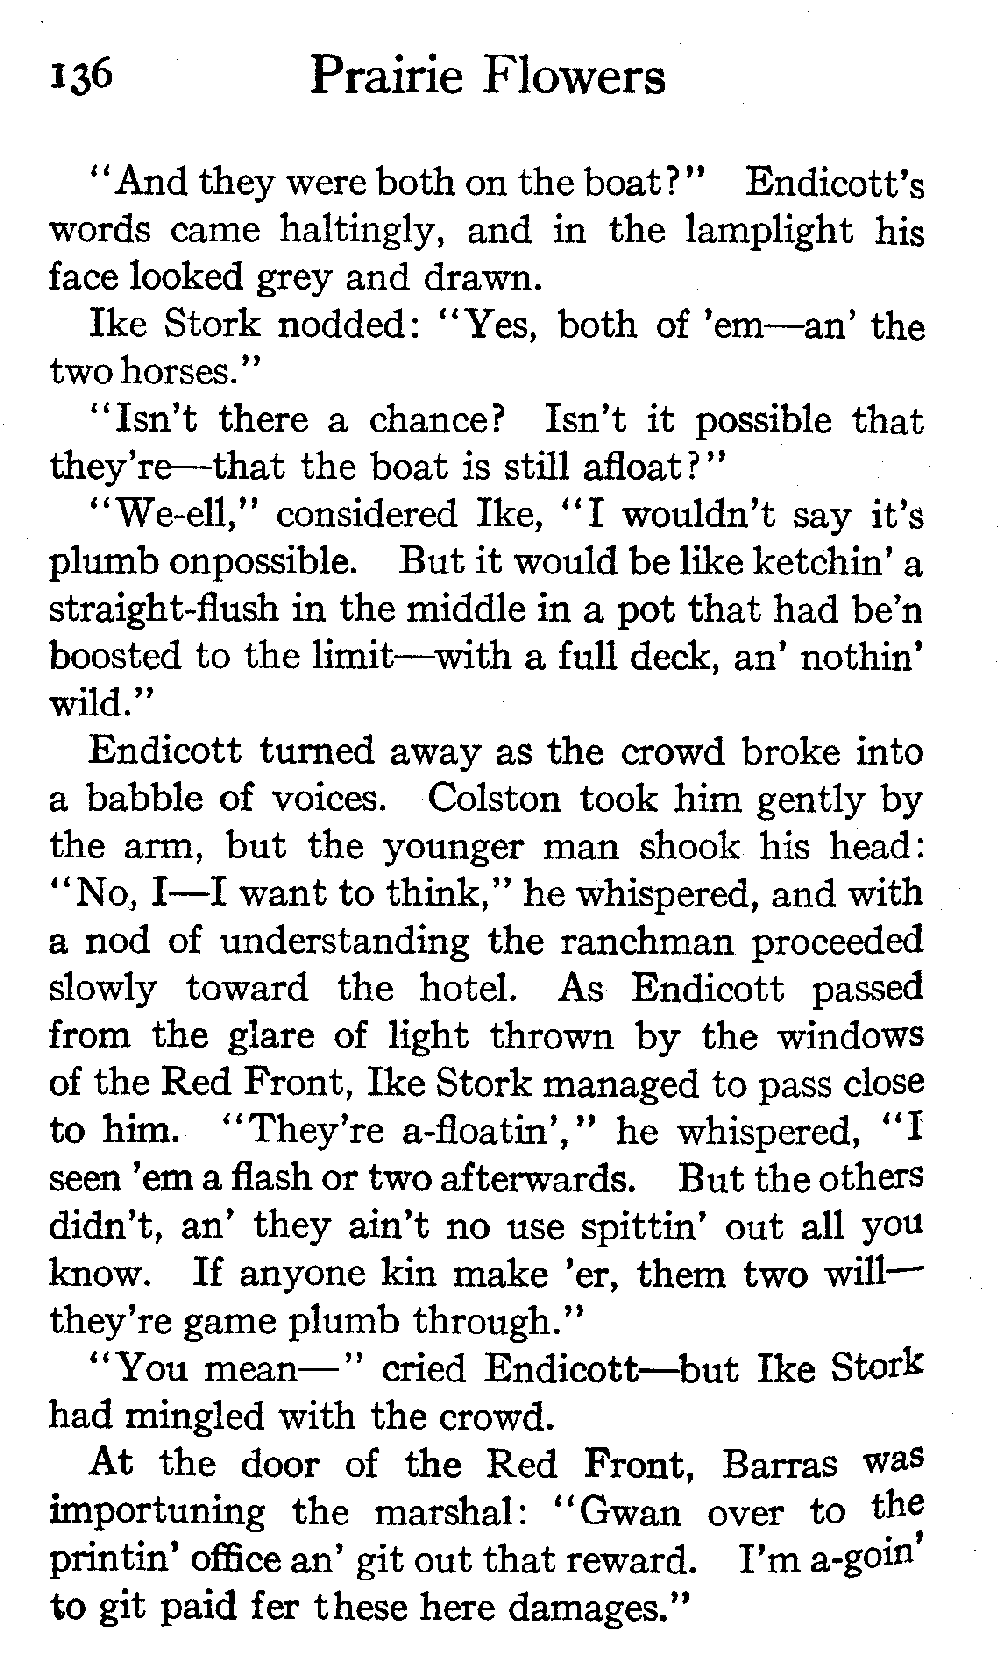 136 Prairie Flowers
"And they were both on the boat?" Endicott's
words came haltingly, and in the lamplight his
face looked grey and drawn.
Ike Stork nodded: "Yes, both of 'em—an' the
two horses."
"Isn't there a chance? Isn't it possible that
they're—that the boat is still afloat?"
"We-ell," considered Ike, "I wouldn't say it's
plumb onpossible. But it would be like ketchin' a
straight-flush in the middle in a pot that had be'n
boosted to the limit—with a full deck, an' nothin'
wild."
Endicott turned away as the crowd broke into
a babble of voices. Colston took him gently by
the arm, but the younger man shook his head:
"No, I—I want to think," he whispered, and with
a nod of understanding the ranchman proceeded
slowly toward the hotel. As Endicott passed
from the glare of light thrown by the windows
of the Red Front, Ike Stork managed to pass close
to him. "They're a-floatin'," he whispered, "I
seen 'em a flash or two afterwards. But the others
didn't, an' they ain't no use spittin' out all you
know. If anyone kin make 'er, them two will—
they're game plumb through."
"You mean—" cried Endicott—but Ike Stork
had mingled with the crowd.
At the door of the Red Front, Barras was
importuning the marshal: "Gwan over to the
printin' office an' git out that reward. I'm a-goin'
to git paid fer these here damages."